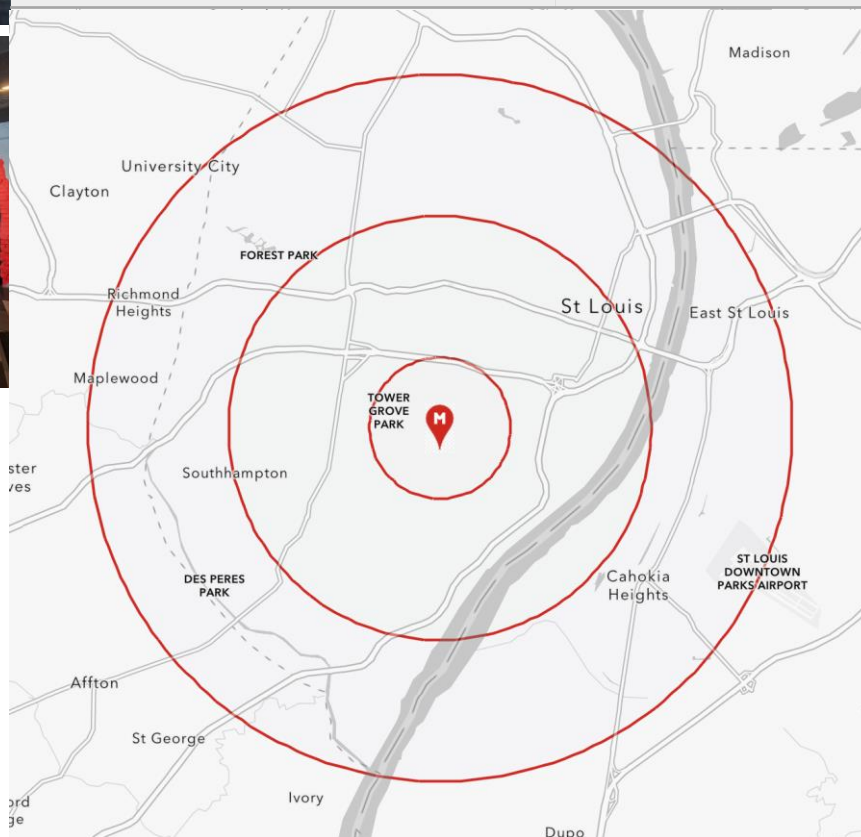 Madison
University City
Clayton
FOREST PARK
Richmond
Heights
St Louis
East St Louis
Maplewood
TOWER
GROVE
PARK
M
ster
ves
Southhampton
ST LOUIS
DOWNTOWN
PARKS AIRPORT
DES PERES
PARK
Cahokia
Heights
Affton
St George
Ivory
ord
ge
Dupo